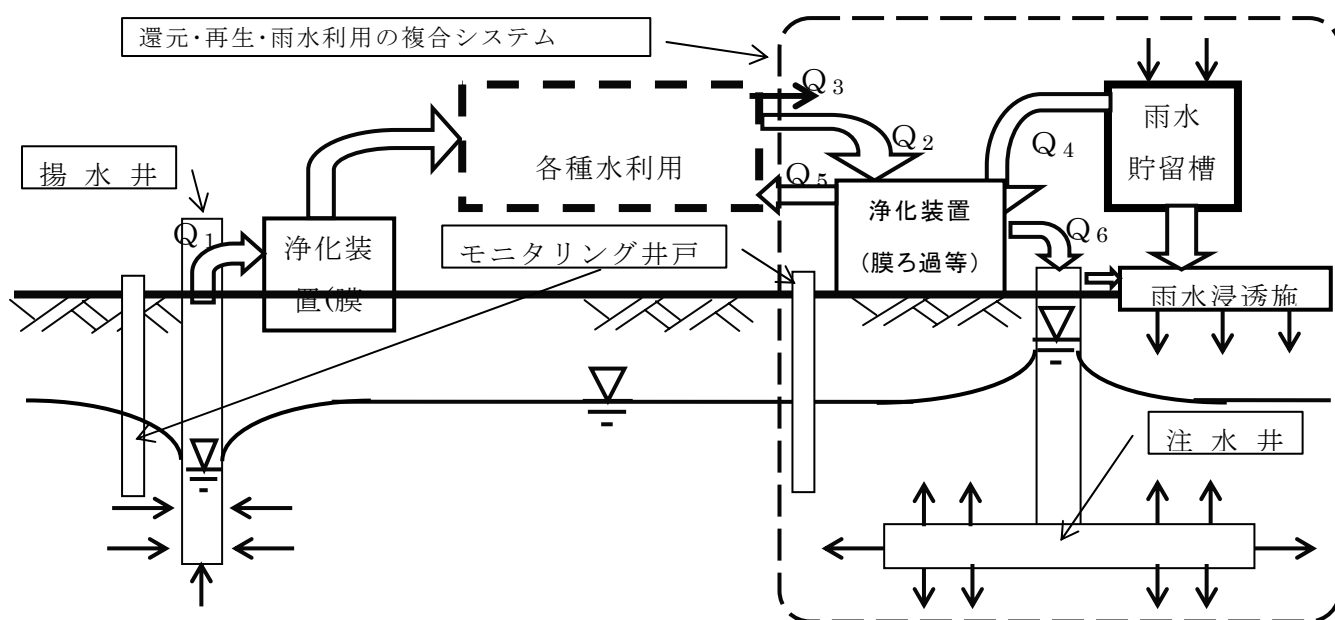 還元・再生・雨水利用の複合システム
Q3
雨水
貯留槽
Q2
Q4
揚水井
各種水利用
Q5
浄化装置
(膜ろ過等)
Q1
浄化装
置(膜
モニタリング井戸
Q6
雨水浸透施
注水井